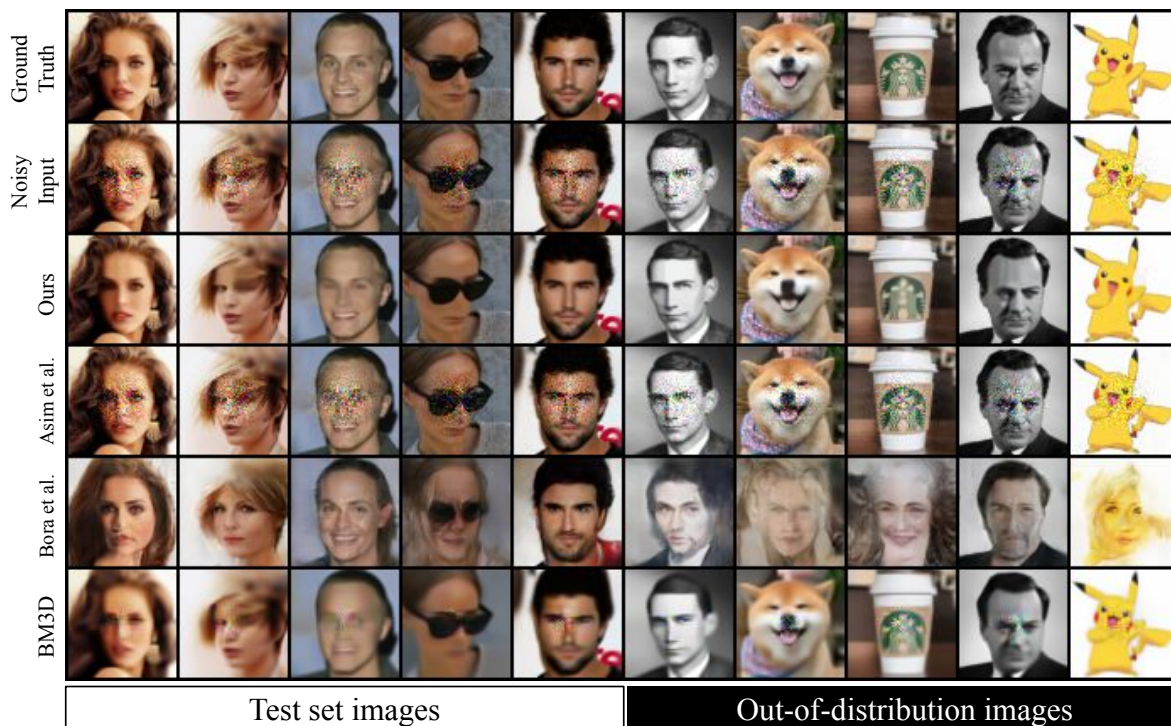 Ground
Truth
Noisy
Input
Ours
Asim et al.
Bora et al.
BM3D
Test set images
Out-of-distribution images